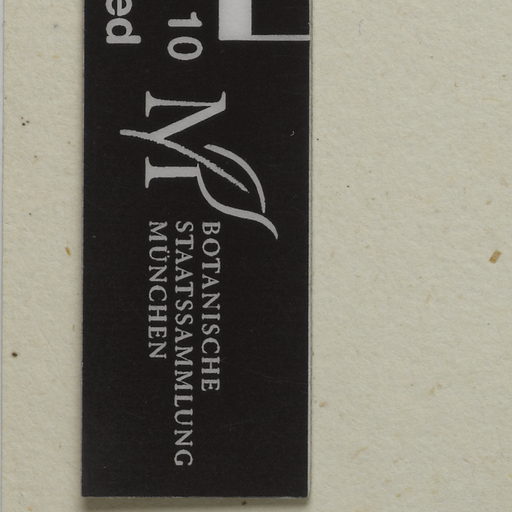 10
ed
M
BOTANISCHE
STAATSSAMMLUNG
MÜNCHEN